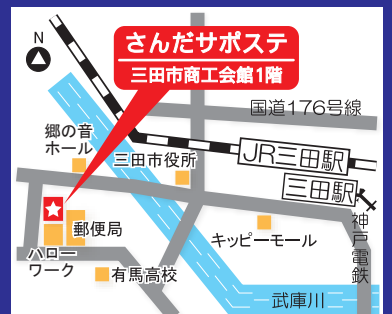 N
さんだサポステ
三田市商工会館1階
国道176号線
郷の音
ホール
三田市役所
JR三田駅
三田駅
神戸電鉄
郵便局
キッピーモール
ハロー
ワーク
有馬高校
武庫川